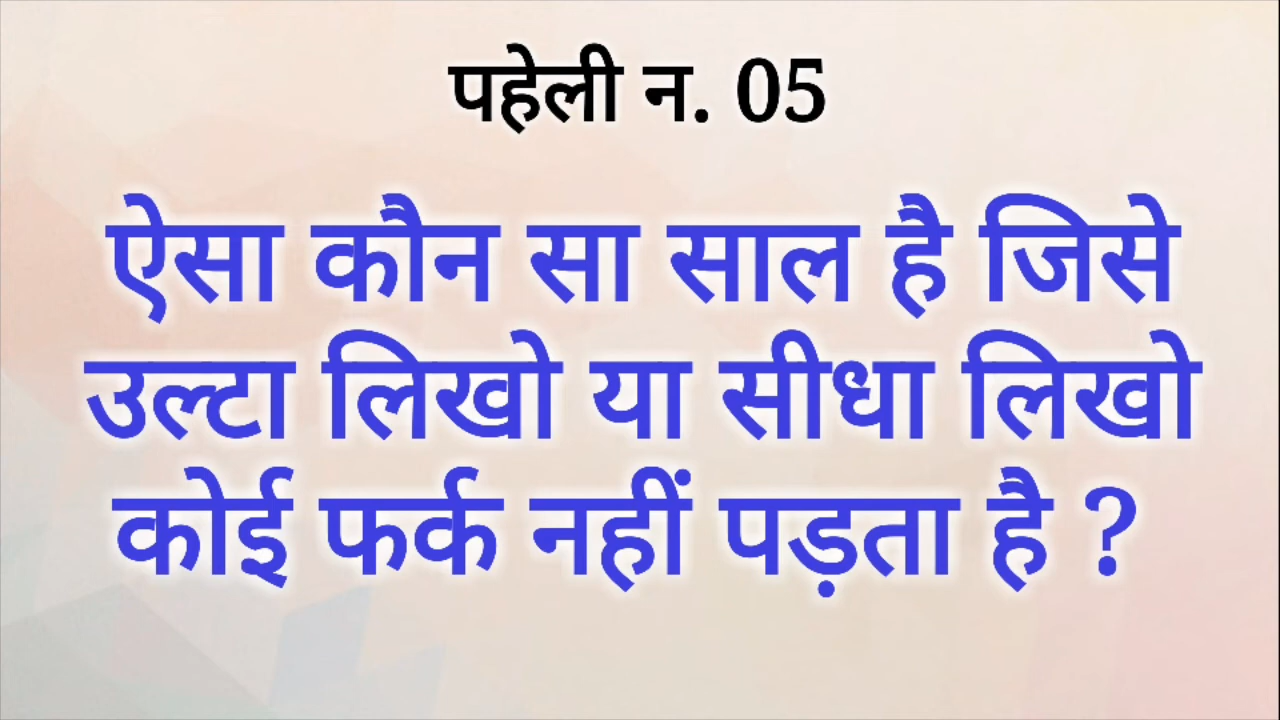 पहेली न. 05
ऐसा कौन सा साल है जिसे
उल्टा लिखो या सीधा लिखो
कोई फर्क नहीं पड़ता है ?